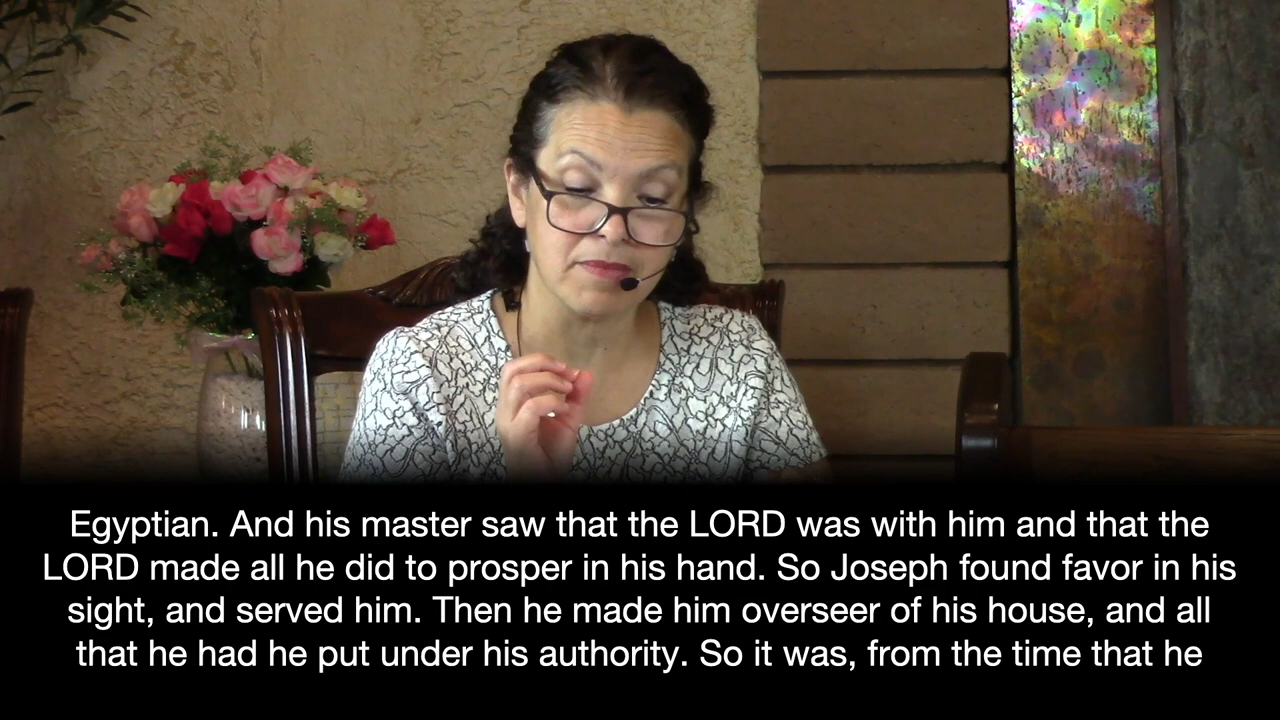 Egyptian. And his master saw that the LORD was with him and that the
LORD made all he did to prosper in his hand. So Joseph found favor in his
sight, and served him. Then he made him overseer of his house, and all
that he had he put under his authority. So it was, from the time that he